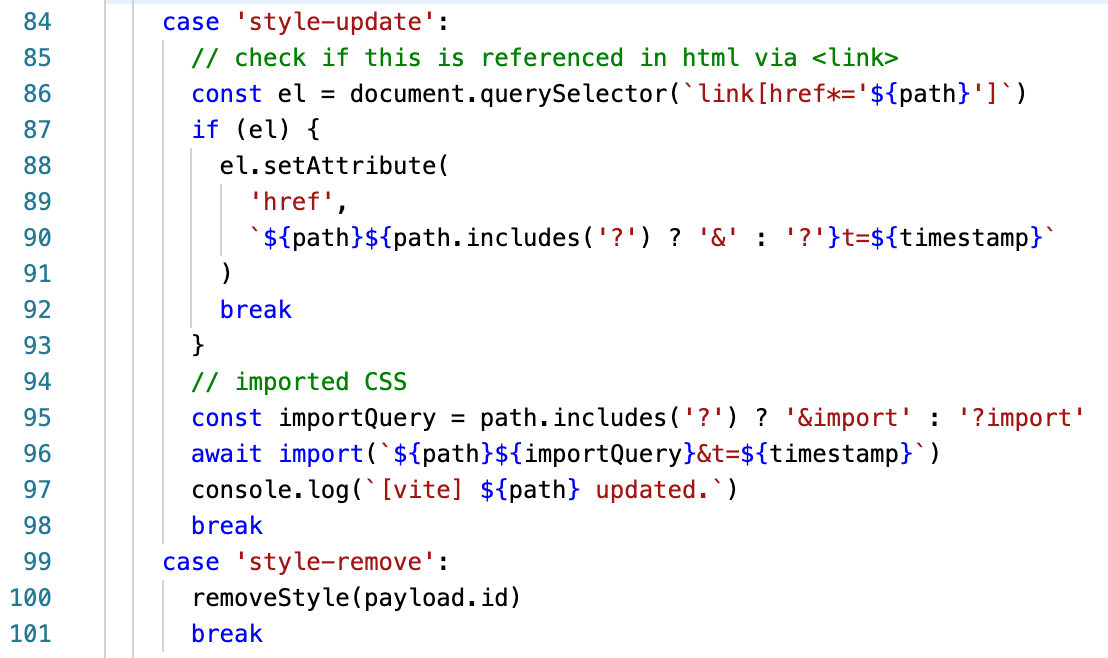 84 case 'style-update':
85 // check if this is referenced in html via <link>
86 const el = document.querySelector(`link[href*='${path}']`)
87 if (el) {
88 el.setAttribute(
89 'href',
90 `${path}${path.includes('?') ? '&' : '?'}t=${timestamp}`
91 )
92 break
93 }
94 // imported CSS
95 const importQuery = path.includes('?') ? '&import' : '?import'
96 await import(`${path}${importQuery}&t=${timestamp}`)
97 console.log(`[vite] ${path} updated.`)
98 break
99 case 'style-remove':
100 removeStyle(payload.id)
101 break